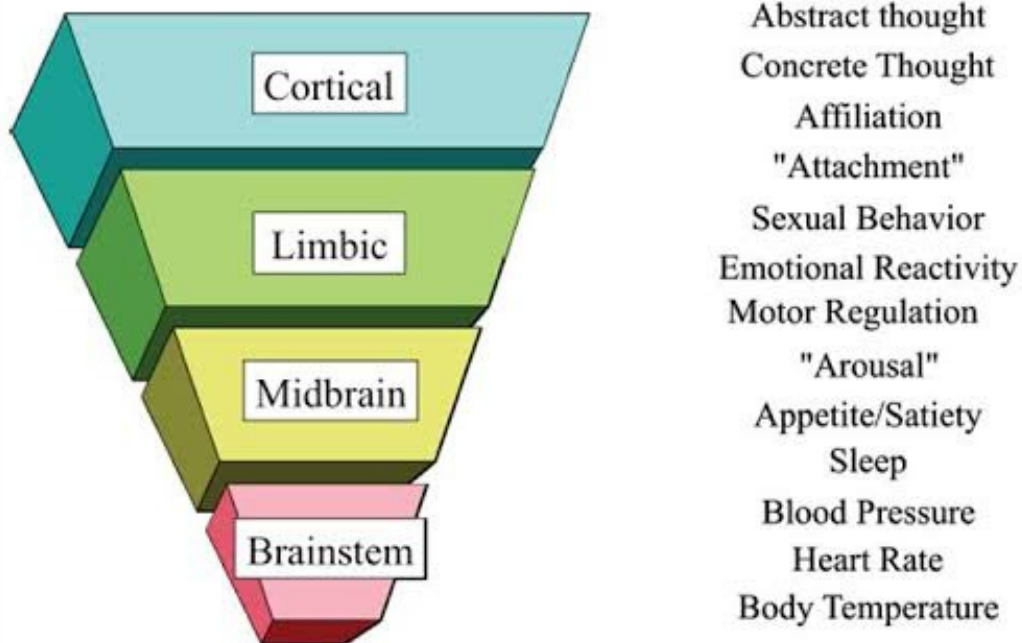 Cortical
Limbic
Midbrain
Brainstem
Abstract thought
Concrete Thought
Affiliation
"Attachment"
Sexual Behavior
Emotional Reactivity
Motor Regulation
"Arousal"
Appetite/Satiety
Sleep
Blood Pressure
Heart Rate
Body Temperature